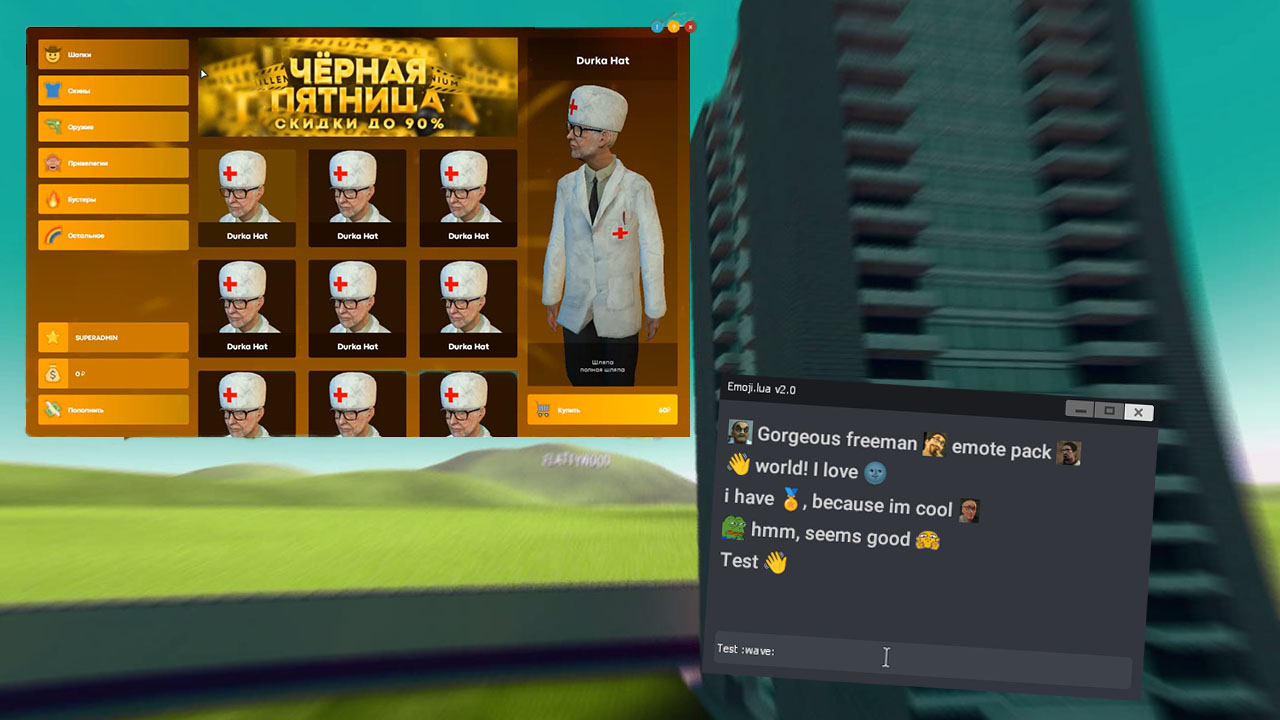 Шапки
Скины
Оружие
Привелегии
Бустеры
Остальное
SUPERADMIN
0 ₽
Пополнить
ЧЁРНАЯ
ПЯТНИЦА
СКИДКИ ДО 90%
Durka Hat
Durka Hat
Durka Hat
Durka Hat
Durka Hat
Durka Hat
Durka Hat
Шляпа
полная шляпа
Купить
60₽
Emoji.lua v2.0
Gorgeous freeman emote pack
world! I love
i have , because im cool
hmm, seems good
Test
Test :wave: